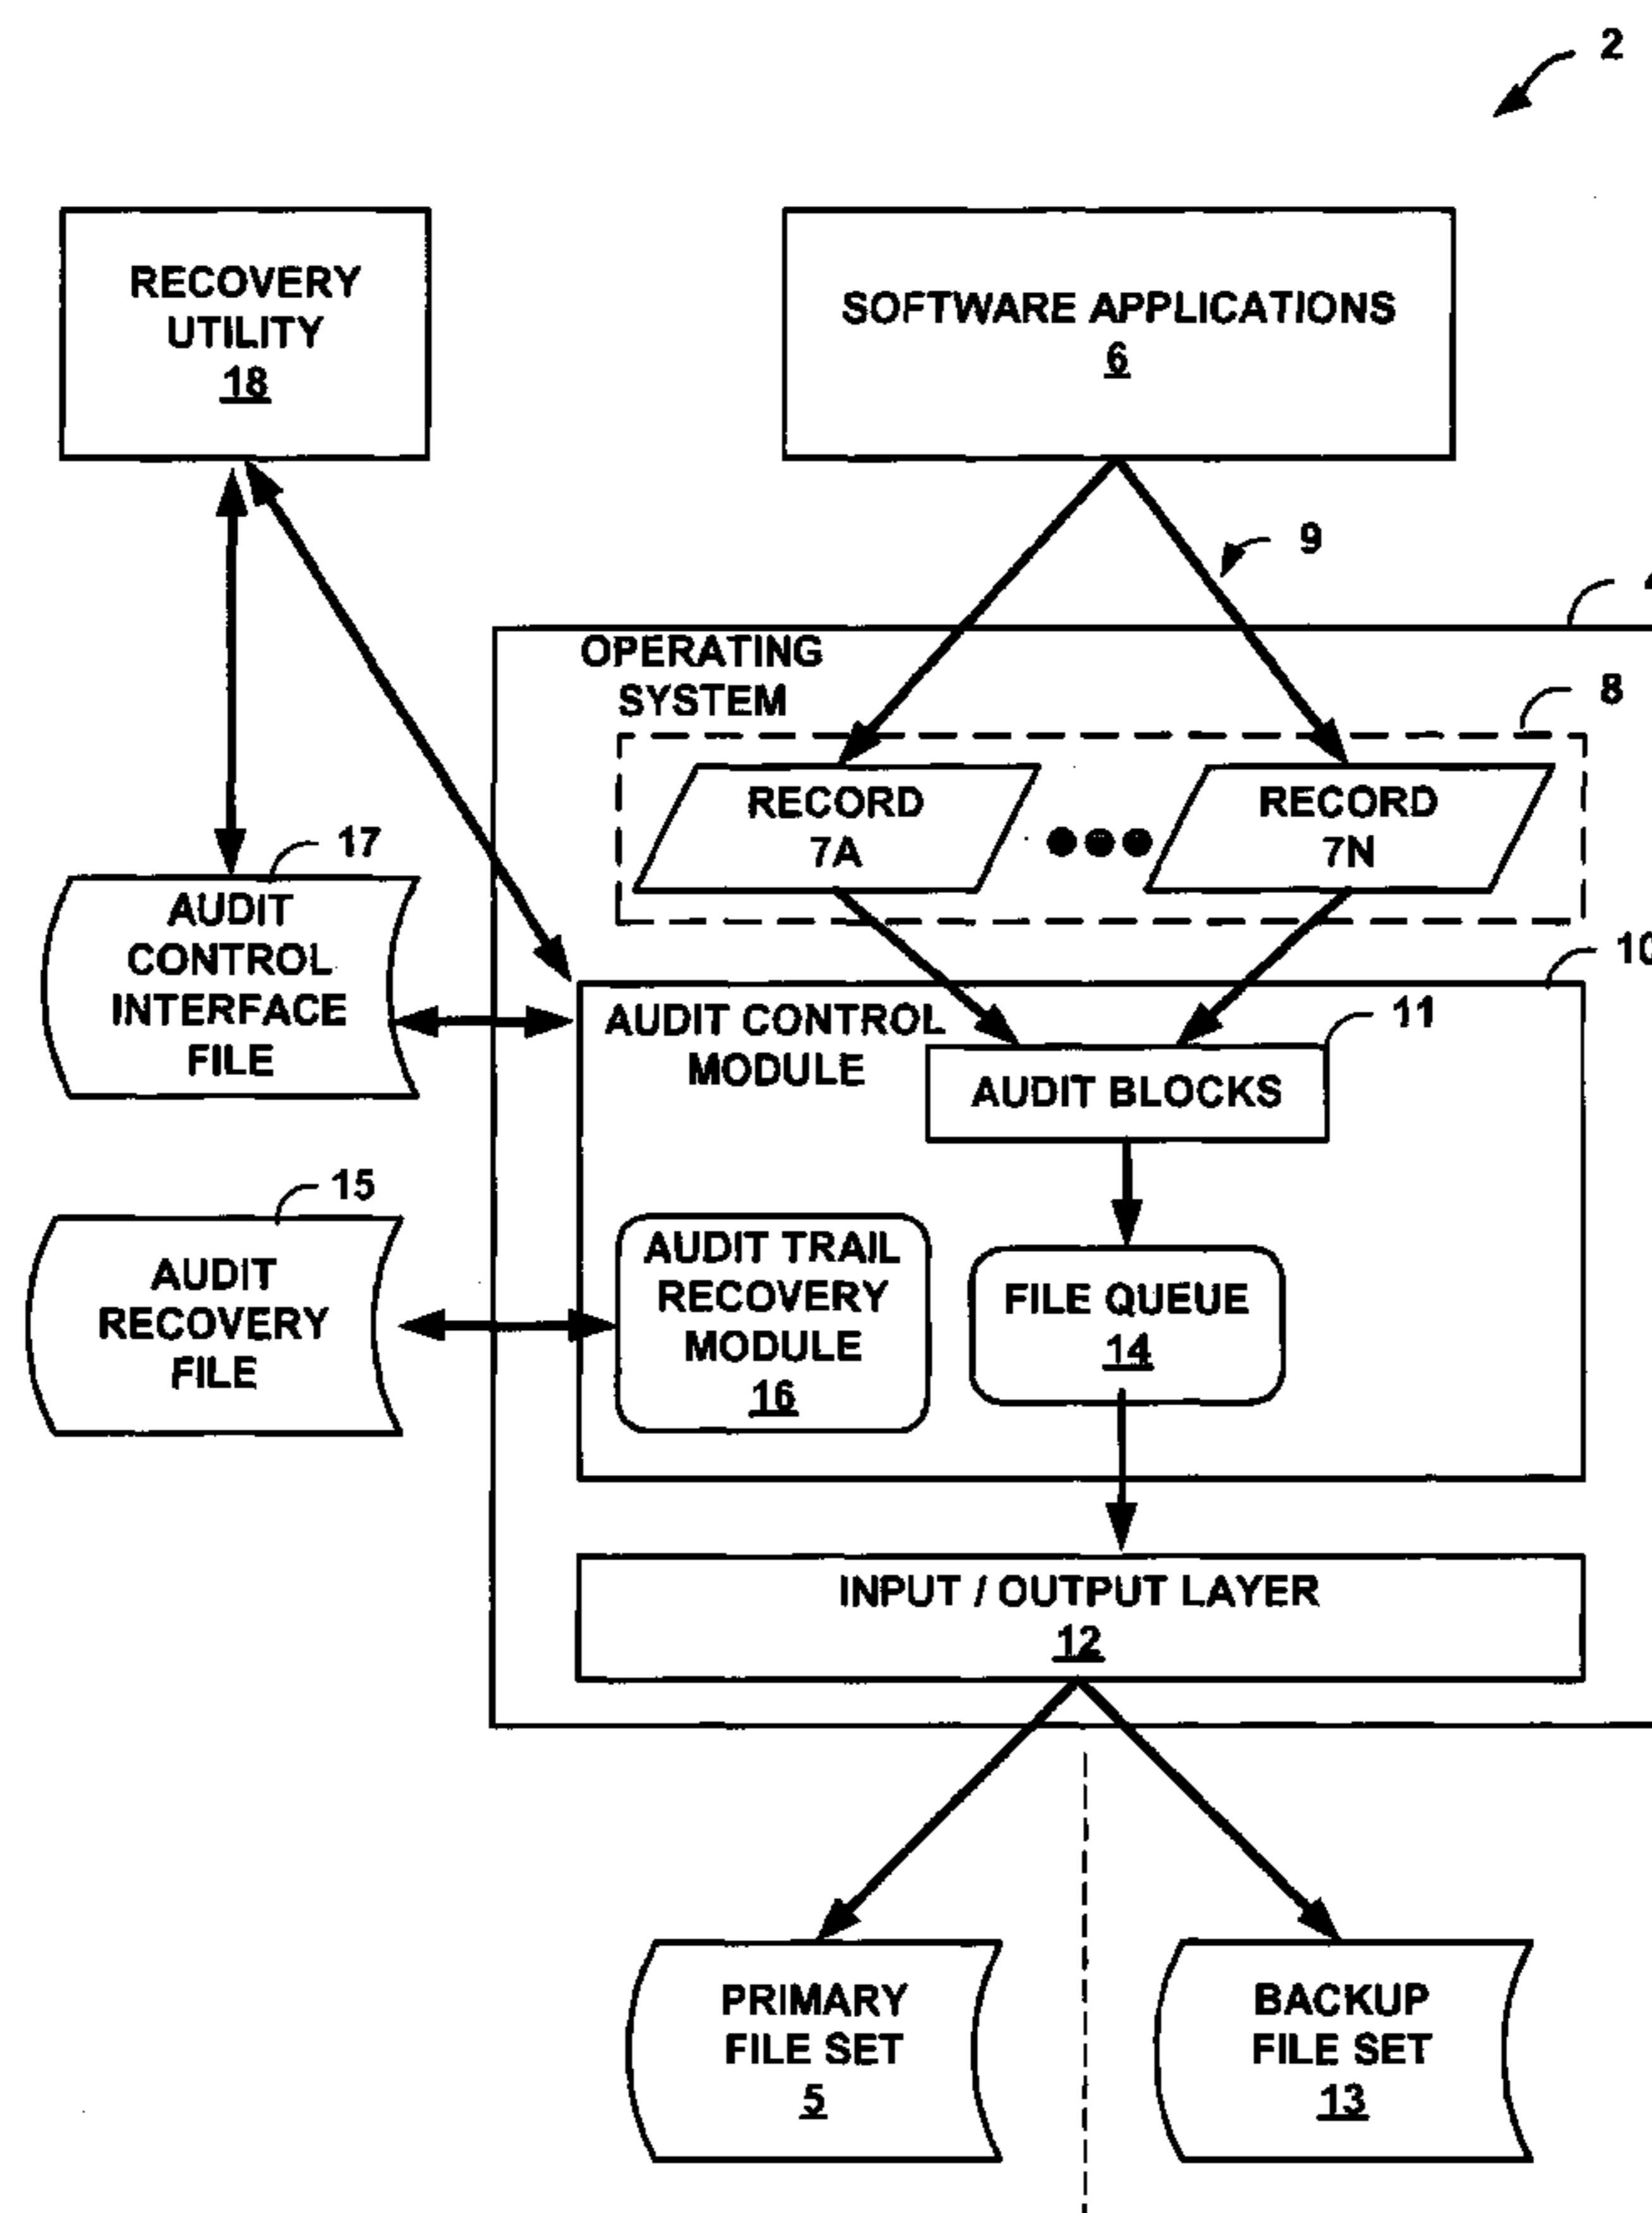 2
RECOVERY
UTILITY
18
SOFTWARE APPLICATIONS
6
9
OPERATING
SYSTEM
8
RECORD
7A
RECORD
7N
17
AUDIT
CONTROL
INTERFACE
FILE
10
AUDIT CONTROL
MODULE
11
AUDIT BLOCKS
15
AUDIT
RECOVERY
FILE
AUDIT TRAIL
RECOVERY
MODULE
16
FILE QUEUE
14
INPUT / OUTPUT LAYER
12
PRIMARY
FILE SET
5
BACKUP
FILE SET
13